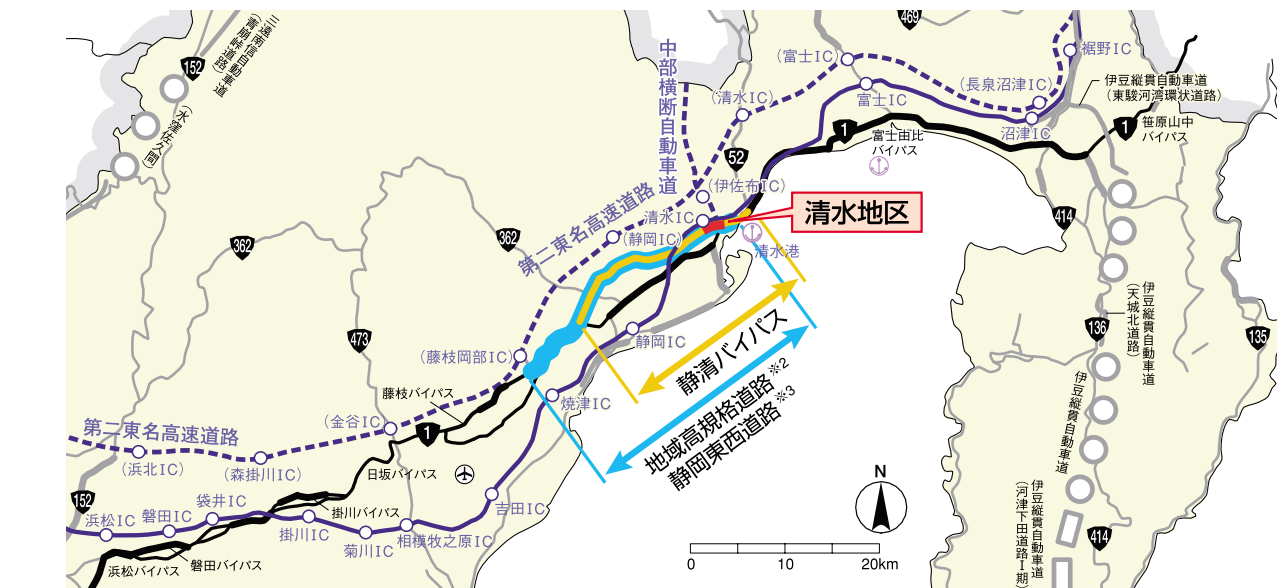 三遠南信自動車道
(青崩峠道路)
152
(水窪佐久間)
中部横断自動車道
469
(富士IC)
裾野IC
伊豆縦貫自動車道
(東駿河湾環状道路)
(長泉沼津IC)
(清水IC)
富士IC
沼津IC
笹原山中
バイパス
1
1
富士由比
バイパス
52
(伊佐布IC)
第二東名高速道路
清水IC
清水地区
(静岡IC)
清水港
414
362
362
伊豆縦貫自動車道
(天城北道路)
136
135
473
静岡IC
静清バイパス
(藤枝岡部IC)
地域高規格道路※2
静岡東西道路※3
藤枝バイパス
焼津IC
伊豆縦貫自動車道
第二東名高速道路
(金谷IC)
1
(浜北IC)
(森掛川IC)
日坂バイパス
N
152
浜松IC
磐田IC
袋井IC
掛川バイパス
吉田IC
掛川IC
菊川IC
相模牧之原IC
伊豆縦貫自動車道
(河津下田道路Ⅰ期)
414
浜松バイパス
磐田バイパス
0
10
20km